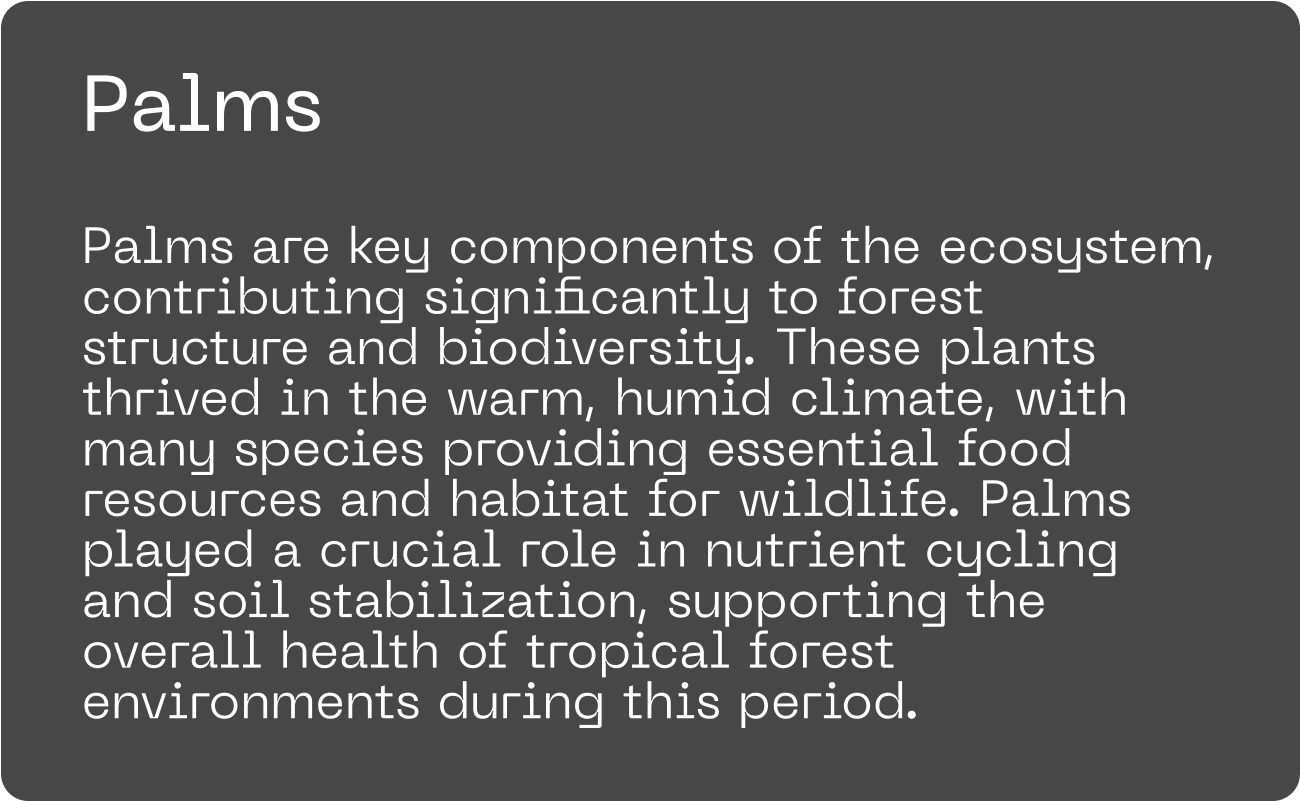 Palms
Palms are key components of the ecosystem,
contributing significantly to forest
structure and biodiversity. These plants
thrived in the warm, humid climate, with
many species providing essential food
resources and habitat for wildlife. Palms
played a crucial role in nutrient cycling
and soil stabilization, supporting the
overall health of tropical forest
environments during this period.